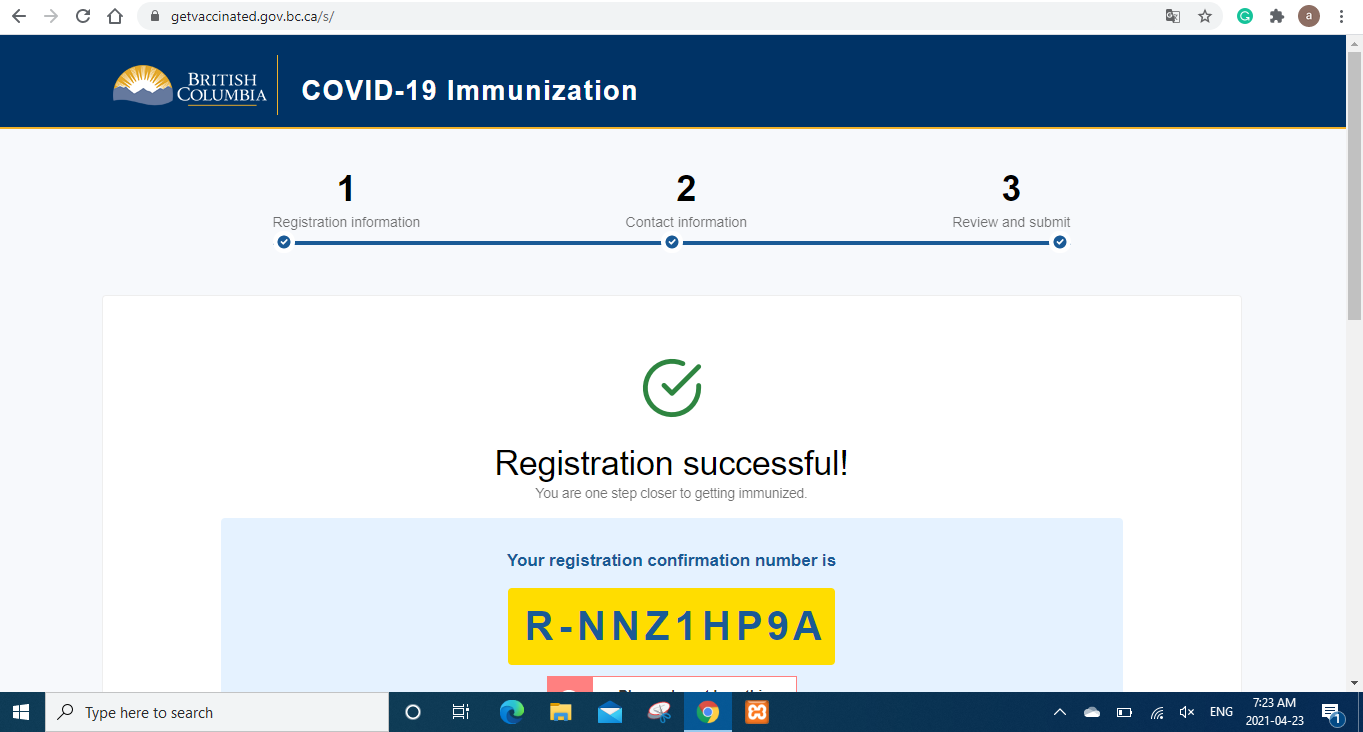 getvaccinated.gov.bc.ca/s/
a
BRITISH
COLUMBIA
COVID-19 Immunization
1
2
3
Registration information
Contact information
Review and submit
Registration successful!
You are one step closer to getting immunized.
Your registration confirmation number is
R-NNZ1HP9A
Type here to search
ENG
7:23 AM
2021-04-23
1